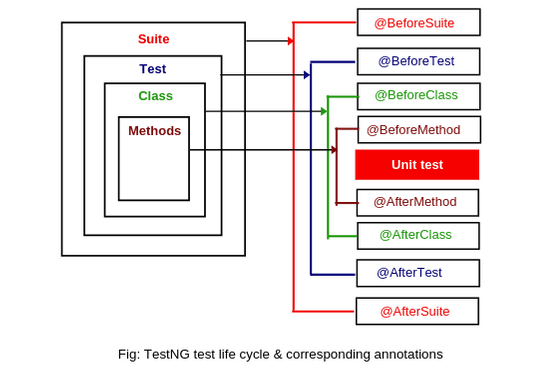 Suite
Test
Class
Methods
@BeforeSuite
@BeforeTest
@BeforeClass
@BeforeMethod
Unit test
@AfterMethod
@AfterClass
@AfterTest
@AfterSuite
Fig: TestNG test life cycle & corresponding annotations